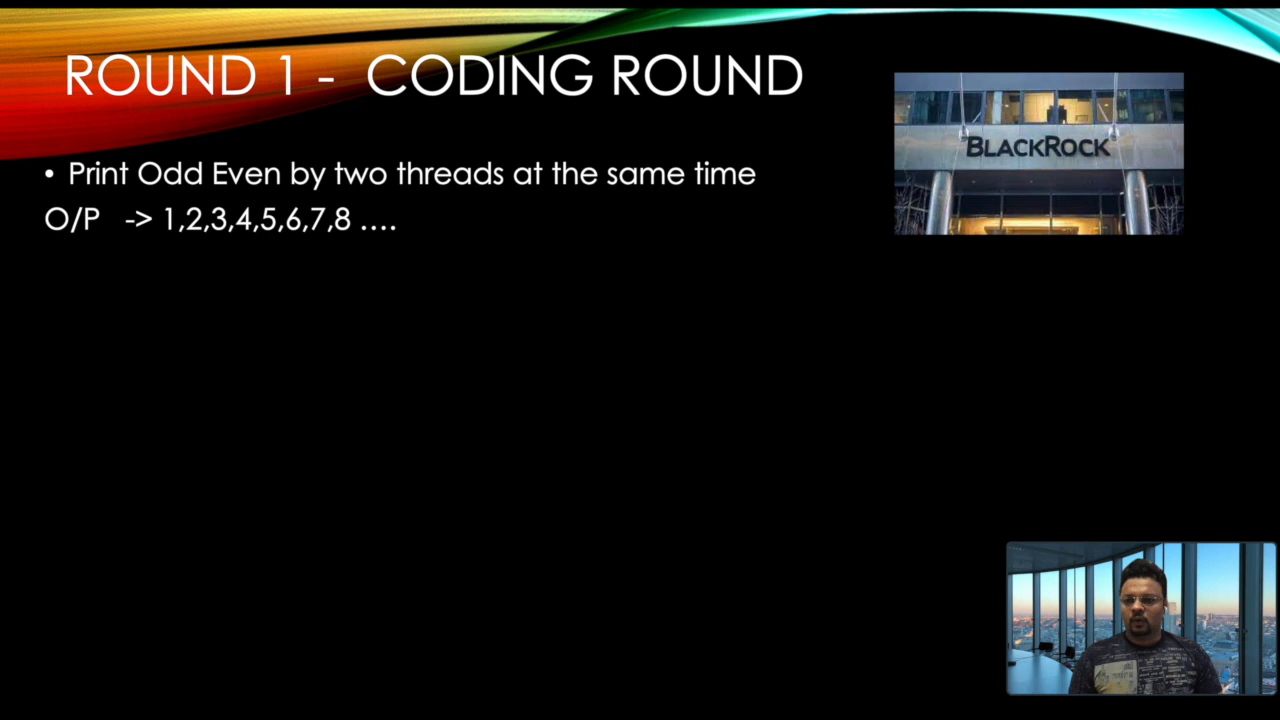 ROUND 1 - CODING ROUND
BLACKROCK
• Print Odd Even by two threads at the same time
O/P -> 1,2,3,4,5,6,7,8 ....